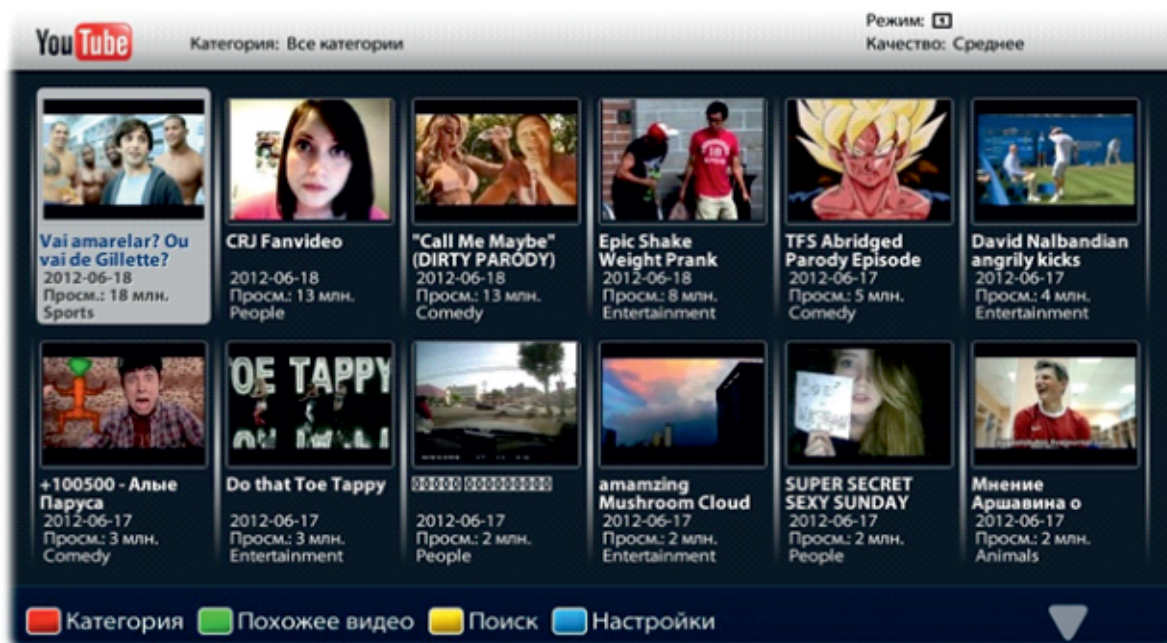 YouTube
Категория: Все категории
Режим: 1
Качество: Среднее
Vai amarelar? Ou
vai de Gillette?
2012-06-18
Просм.: 18 млн.
Sports
CRJ Fanvideo
2012-06-18
Просм.: 13 млн.
People
"Call Me Maybe"
(DIRTY PARODY)
2012-06-18
Просм.: 13 млн.
Comedy
Epic Shake
Weight Prank
2012-06-18
Просм.: 8 млн.
Entertainment
TFS Abridged
Parody Episode
2012-06-17
Просм.: 5 млн.
Comedy
David Nalbandian
angrily kicks
2012-06-17
Просм.: 4 млн.
Entertainment
+100500 - Алые
Паруса
2012-06-17
Просм.: 3 млн.
Comedy
TOE TAPPY
Do that Toe Tappy
2012-06-17
Просм.: 3 млн.
Entertainment
2012-06-17
Просм.: 2 млн.
People
amamzing
Mushroom Cloud
2012-06-17
Просм.: 2 млн.
Entertainment
SUPER SECRET
SEXY SUNDAY
2012-06-17
Просм.: 2 млн.
People
Мнение
Аршавина о
2012-06-17
Просм.: 2 млн.
Animals
Категория
Похожее видео
Поиск
Настройки